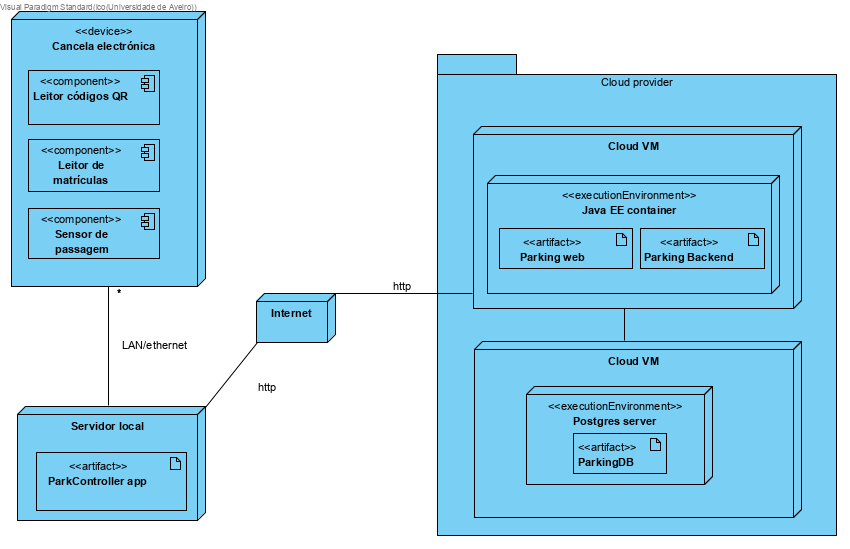 Visual Paradigm Standard(ico(Universidade de Aveiro))
<<device>>
Cancela electrónica
<<component>>
Leitor códigos QR
<<component>>
Leitor de
matrículas
<<component>>
Sensor de
passagem
*
LAN/ethernet
Servidor local
<<artifact>>
ParkController app
Internet
http
http
Cloud provider
Cloud VM
<<executionEnvironment>>
Java EE container
<<artifact>>
Parking web
<<artifact>>
Parking Backend
Cloud VM
<<executionEnvironment>>
Postgres server
<<artifact>>
ParkingDB